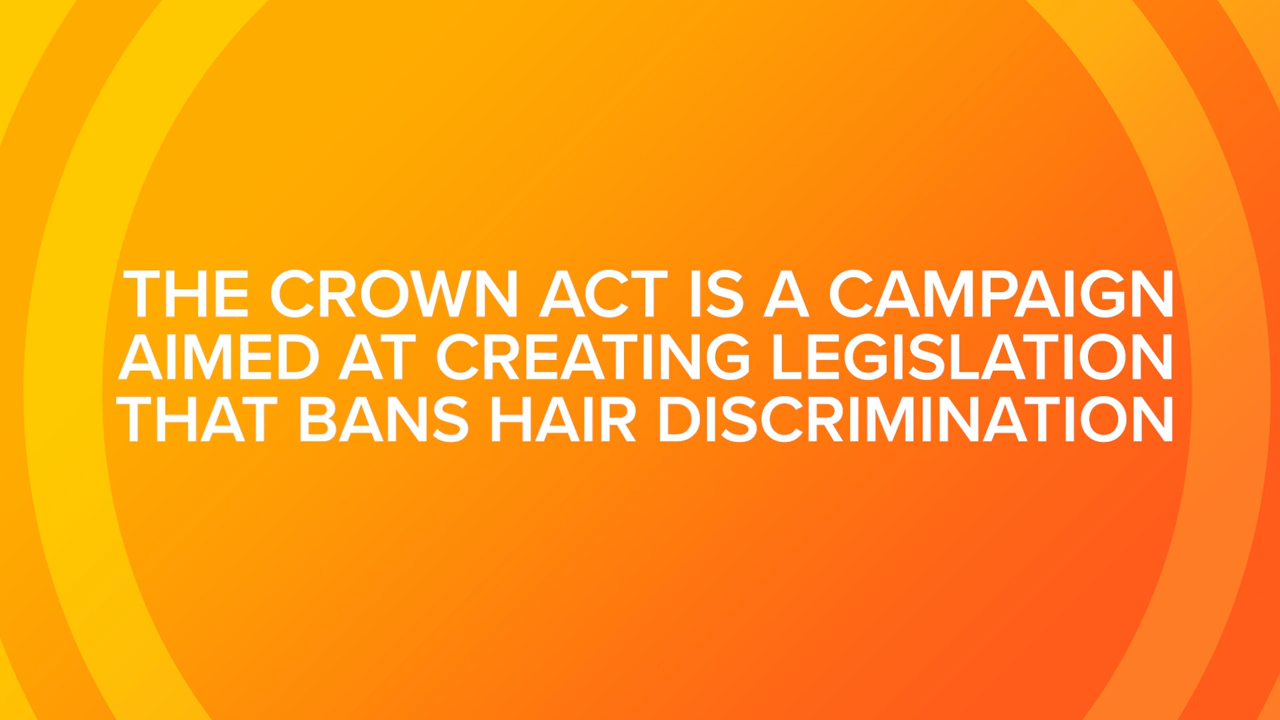 THE CROWN ACT IS A CAMPAIGN
AIMED AT CREATING LEGISLATION
THAT BANS HAIR DISCRIMINATION